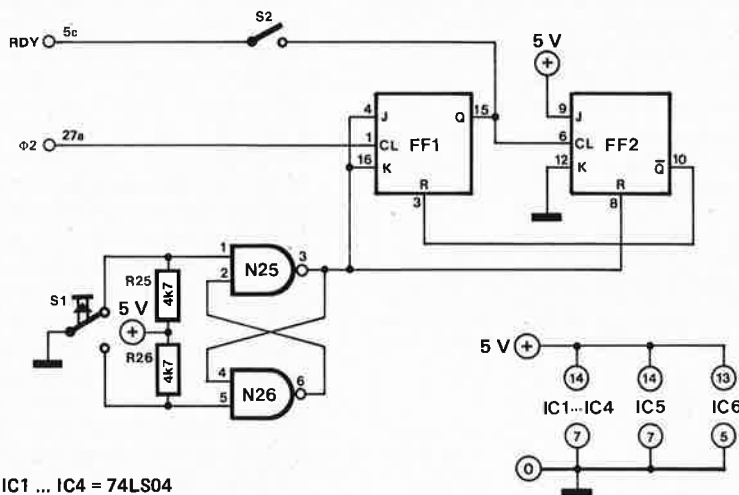 S2
RDY 5c
5 V
4 J Q 15
9 J
Φ2 27a
1 CL FF1
6 CL FF2
16 K
12 K Q̅ 10
R
3
R
8
1
2 N25 3
R25 4k7
S1
5 V
R26 4k7
4
5 N26 6
5 V
14 14 13
IC1 ... IC4 IC5 IC6
7 7 5
0
IC1 ... IC4 = 74LS04